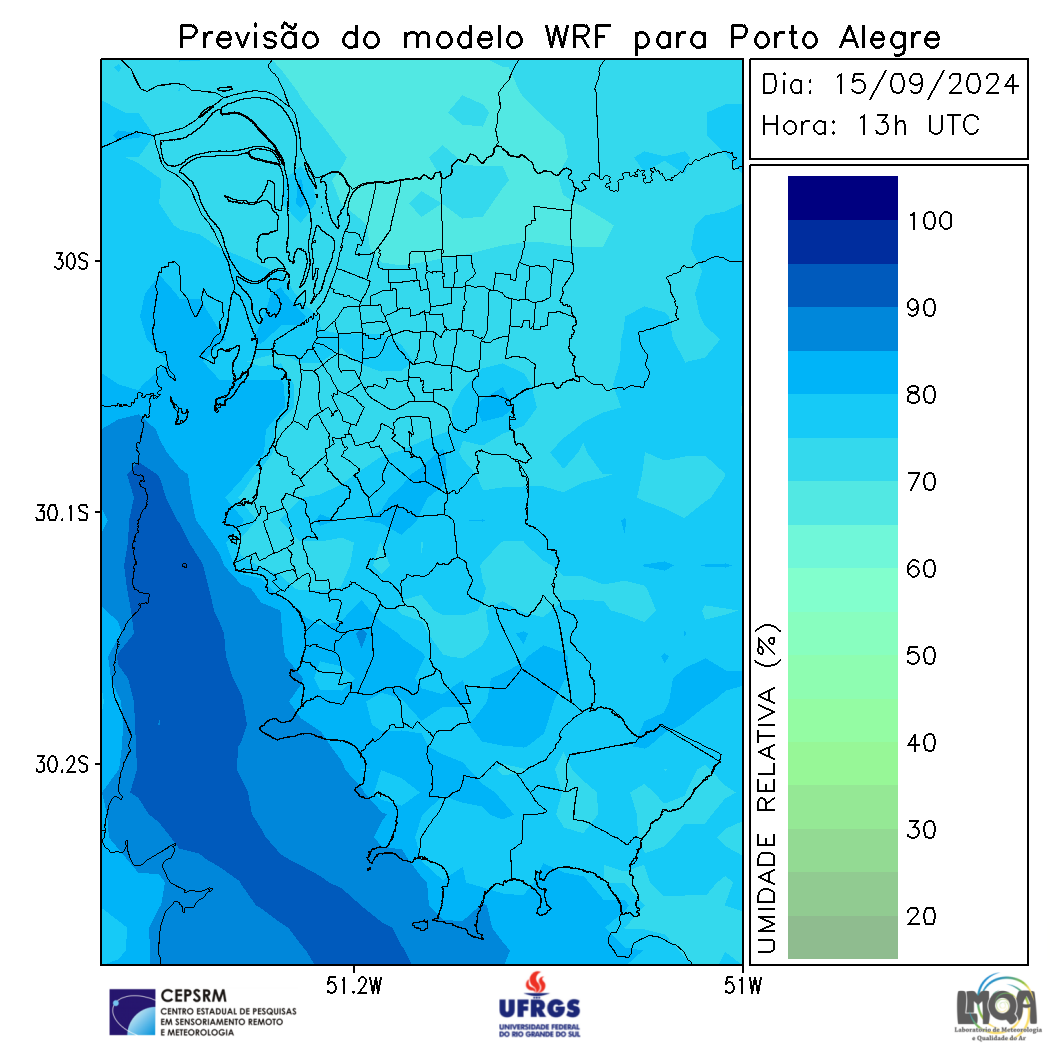 Previsão do modelo WRF para Porto Alegre
Dia: 15/09/2024
Hora: 13h UTC
30S
30.1S
30.2S
51.2W
51W
UMIDADE RELATIVA (%)
100
90
80
70
60
50
40
30
20
CEPSRM
CENTRO ESTADUAL DE PESQUISAS
EM SENSORIAMENTO REMOTO
E METEOROLOGIA
UFRGS
UNIVERSIDADE FEDERAL
DO RIO GRANDE DO SUL
LMQA
Laboratório de Meteorologia
e Qualidade do Ar